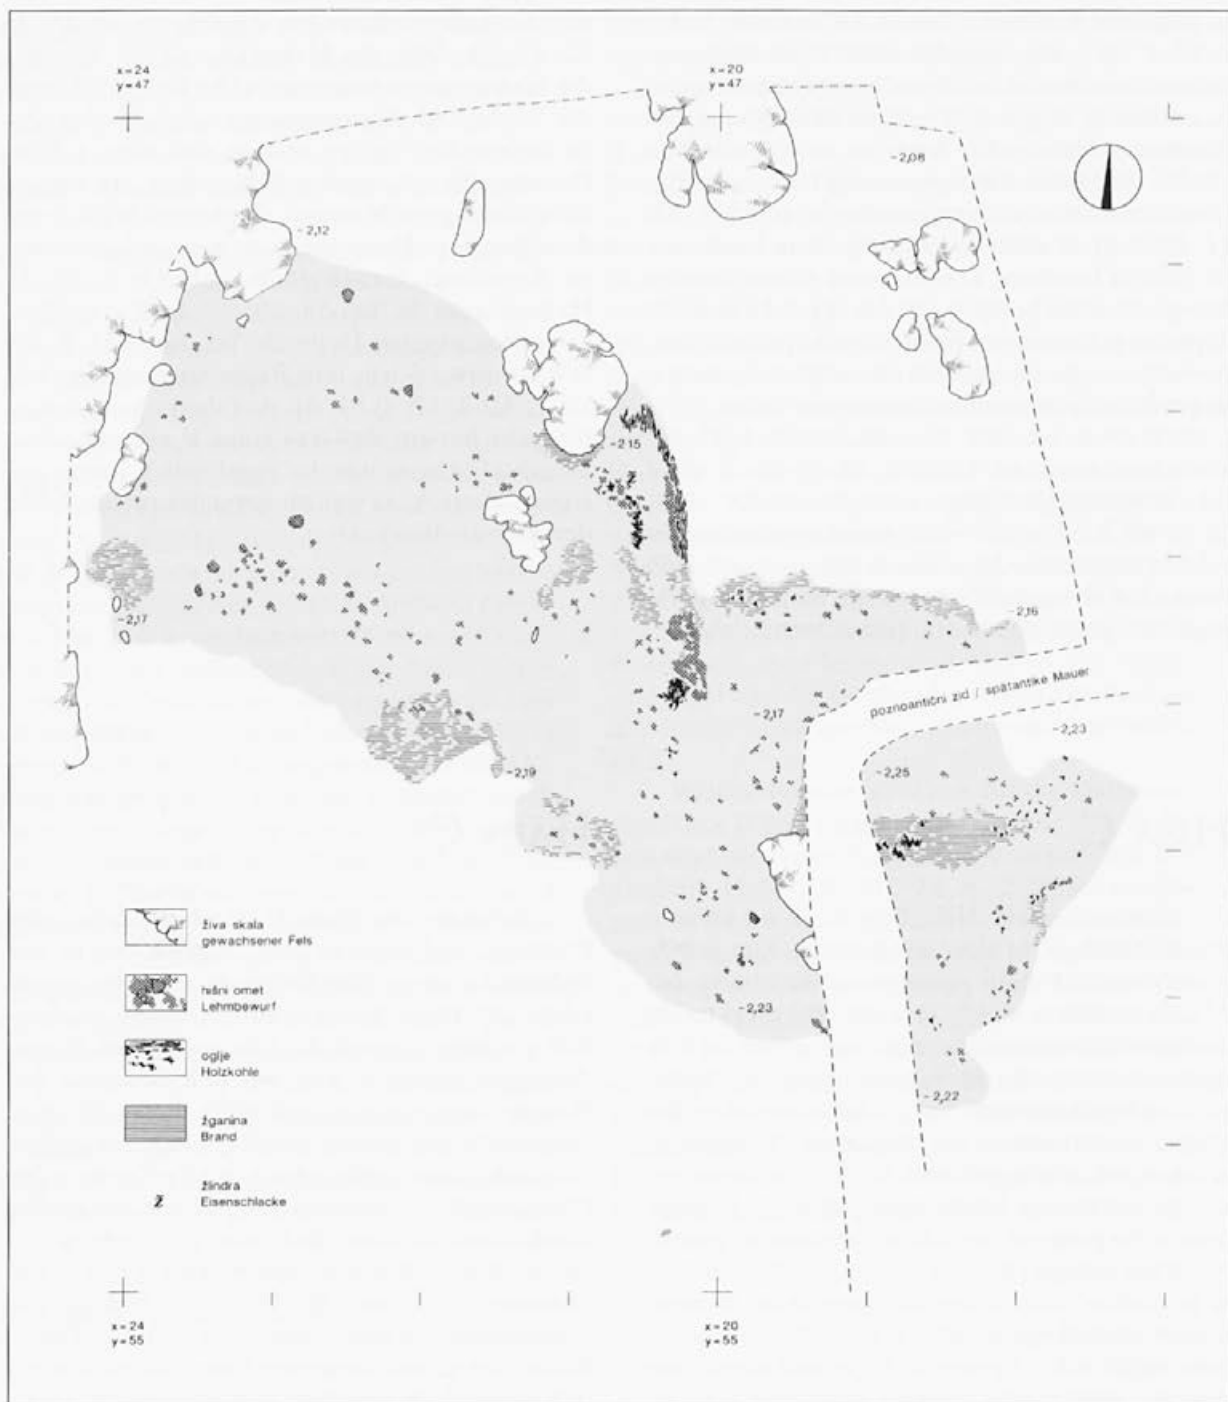 x=24
y=47
x=20
y=47
-2,08
-2,12
-2,15
-2,17
-2,16
-2,17
poznoantični zid / spätantike Mauer
-2,23
-2,25
-2,19
živa skala
gewachsener Fels
hišni omet
Lehmbewurf
-2,23
oglje
Holzkohle
-2,22
žganina
Brand
ž
žlindra
Eisenschlacke
x=24
y=55
x=20
y=55